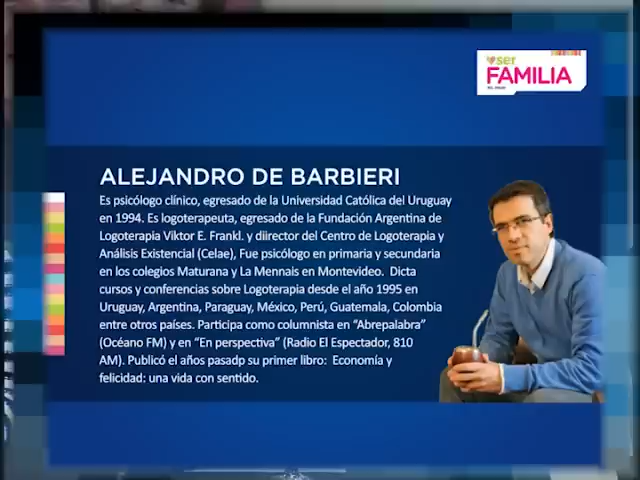 ser
FAMILIA
ALEJANDRO DE BARBIERI
Es psicólogo clínico, egresado de la Universidad Católica del Uruguay
en 1994. Es logoterapeuta, egresado de la Fundación Argentina de
Logoterapia Viktor E. Frankl. y diirector del Centro de Logoterapia y
Análisis Existencial (Celae), Fue psicólogo en primaria y secundaria
en los colegios Maturana y La Mennais en Montevideo. Dicta
cursos y conferencias sobre Logoterapia desde el año 1995 en
Uruguay, Argentina, Paraguay, México, Perú, Guatemala, Colombia
entre otros países. Participa como columnista en “Abrepalabra”
(Océano FM) y en “En perspectiva” (Radio El Espectador, 810
AM). Publicó el años pasadp su primer libro: Economía y
felicidad: una vida con sentido.